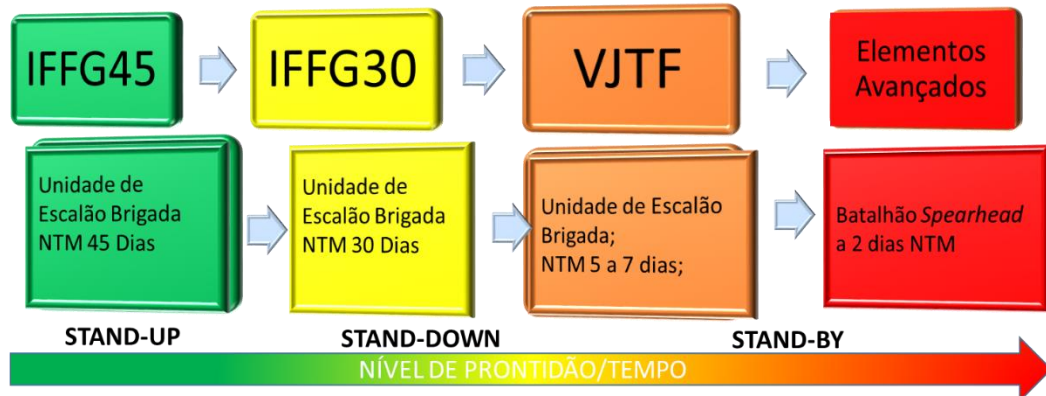 IFFG45
IFFG30
VJTF
Elementos
Avançados
Unidade de
Escalão Brigada
NTM 45 Dias
Unidade de
Escalão Brigada
NTM 30 Dias
Unidade de Escalão
Brigada;
NTM 5 a 7 dias;
Batalhão Spearhead
a 2 dias NTM
STAND-UP
STAND-DOWN
STAND-BY
NÍVEL DE PRONTIDÃO/TEMPO